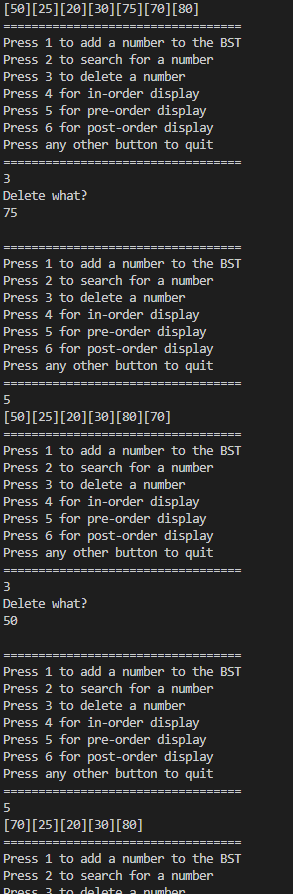 [50][25][20][30][75][70][80]
==================================
Press 1 to add a number to the BST
Press 2 to search for a number
Press 3 to delete a number
Press 4 for in-order display
Press 5 for pre-order display
Press 6 for post-order display
Press any other button to quit
==================================
3
Delete what?
75
==================================
Press 1 to add a number to the BST
Press 2 to search for a number
Press 3 to delete a number
Press 4 for in-order display
Press 5 for pre-order display
Press 6 for post-order display
Press any other button to quit
==================================
5
[50][25][20][30][80][70]
==================================
Press 1 to add a number to the BST
Press 2 to search for a number
Press 3 to delete a number
Press 4 for in-order display
Press 5 for pre-order display
Press 6 for post-order display
Press any other button to quit
==================================
3
Delete what?
50
==================================
Press 1 to add a number to the BST
Press 2 to search for a number
Press 3 to delete a number
Press 4 for in-order display
Press 5 for pre-order display
Press 6 for post-order display
Press any other button to quit
==================================
5
[70][25][20][30][80]
==================================
Press 1 to add a number to the BST
Press 2 to search for a number
Press 3 to delete a number